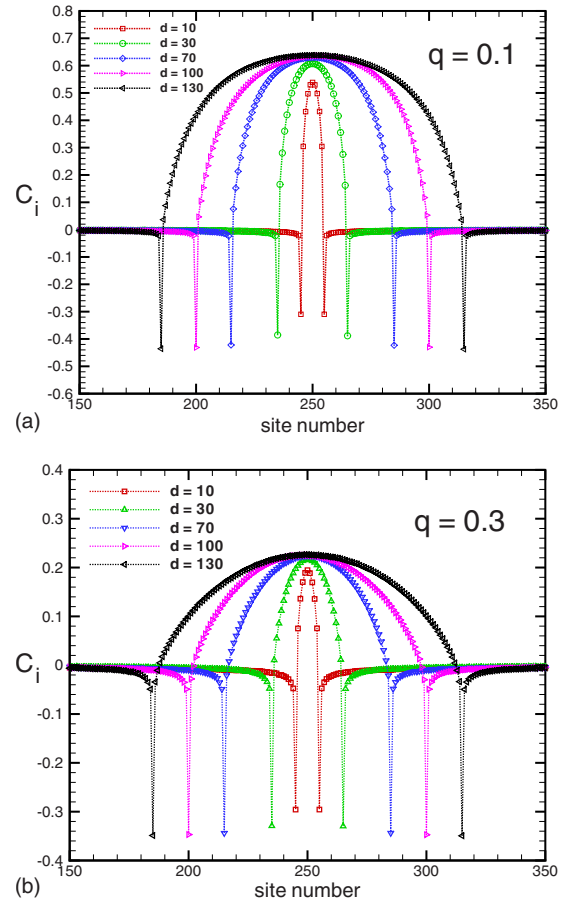 0.8
0.7
0.6
0.5
0.4
0.3
0.2
0.1
0
-0.1
-0.2
-0.3
-0.4
-0.5
-0.6
C i
d = 10
d = 30
d = 70
d = 100
d = 130
q = 0.1
150 200 250 300 350
site number
(a)
0.4
0.3
0.2
0.1
0
-0.1
-0.2
-0.3
-0.4
C i
d = 10
d = 30
d = 70
d = 100
d = 130
q = 0.3
150 200 250 300 350
site number
(b)